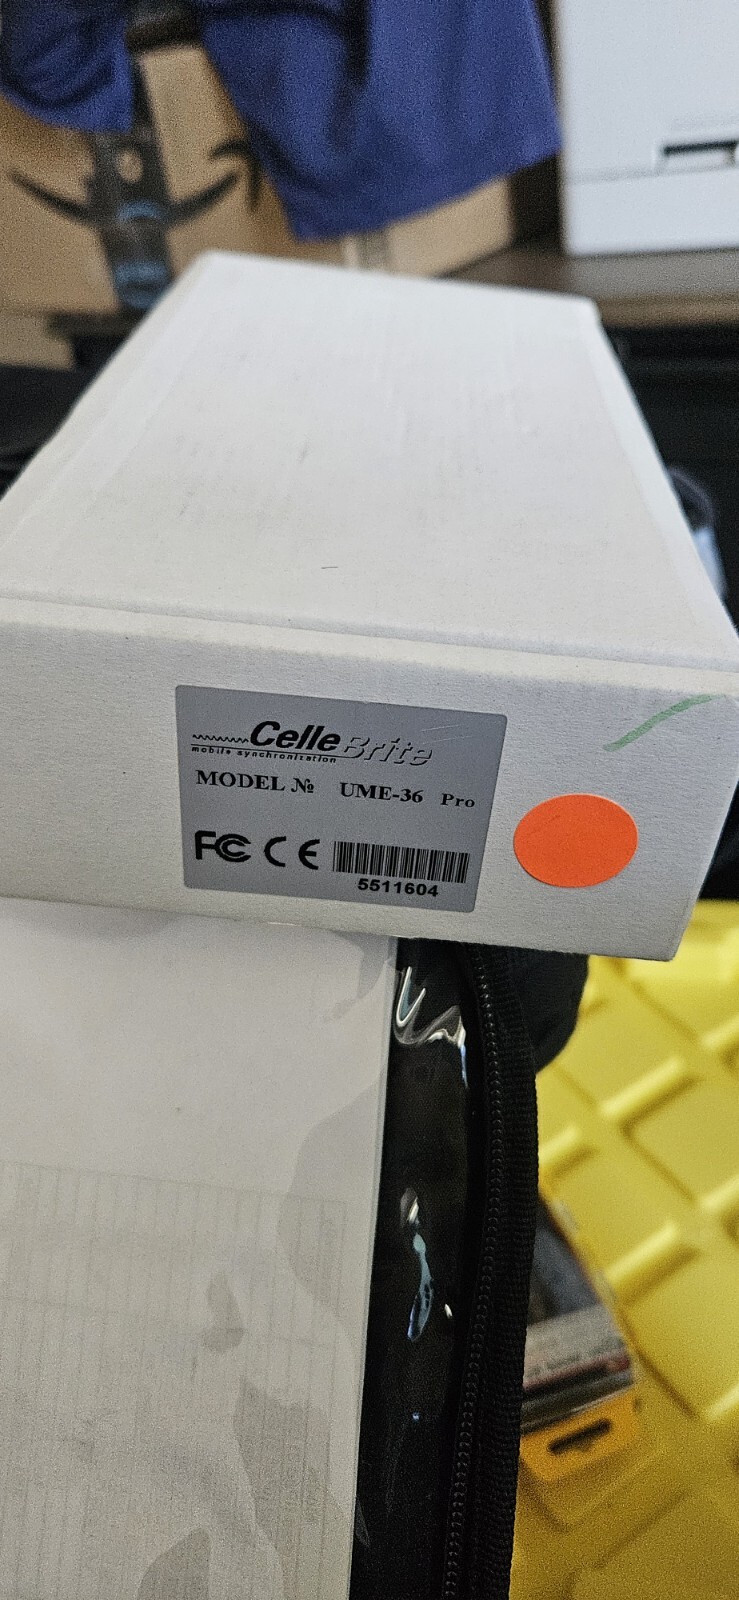 CelleBrite
mobile synchronization
MODEL № UME-36 Pro
FC CE
5511604